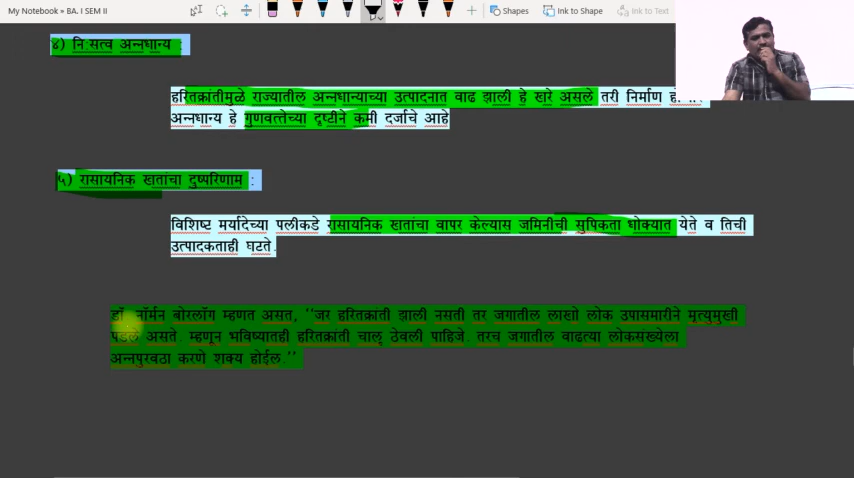 My Notebook » BA. I SEM II
Shapes
Ink to Shape
Ink to Text
४) नि:सत्व अन्नधान्य :
हरितक्रांतीमुळे राज्यातील अन्नधान्याच्या उत्पादनात वाढ झाली हे खरे असले तरी निर्माण
अन्नधान्य हे गुणवत्तेच्या दृष्टीने कमी दर्जाचे आहे
५) रासायनिक खतांचा दुष्परिणाम :
विशिष्ट मर्यादेच्या पलीकडे रासायनिक खतांचा वापर केल्यास जमिनीची सुपिकता धोक्यात येते व तिची
उत्पादकताही घटते.
डॉ. नॉर्मन बोरलॉग म्हणत असत, ‘‘जर हरितक्रांती झाली नसती तर जगातील लाखो लोक उपासमारीने मृत्युमुखी
पडले असते. म्हणून भविष्यातही हरितक्रांती चालू ठेवली पाहिजे. तरच जगातील वाढत्या लोकसंख्येला
अन्नपुरवठा करणे शक्य होईल.’’